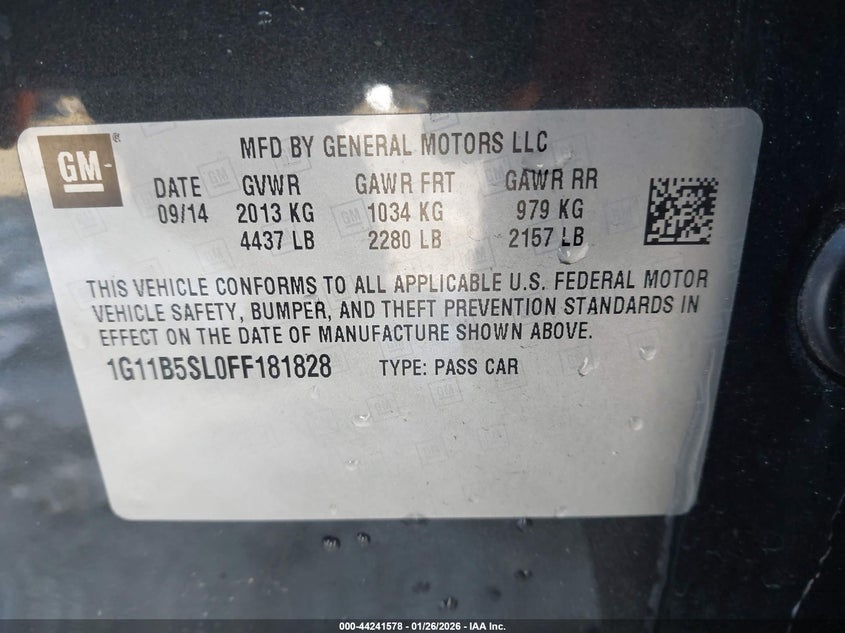 GM
MFD BY GENERAL MOTORS LLC
DATE GVWR GAWR FRT GAWR RR
09/14 2013 KG 1034 KG 979 KG
4437 LB 2280 LB 2157 LB
THIS VEHICLE CONFORMS TO ALL APPLICABLE U.S. FEDERAL MOTOR
VEHICLE SAFETY, BUMPER, AND THEFT PREVENTION STANDARDS IN
EFFECT ON THE DATE OF MANUFACTURE SHOWN ABOVE.
1G11B5SL0FF181828 TYPE: PASS CAR
000-44241578 - 01/26/2026 - IAA Inc.